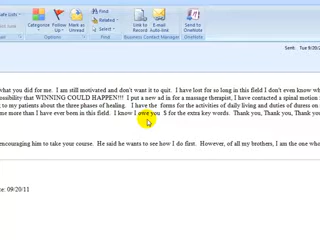 afe Lists
Categorize
Follow Up
Mark as Unread
Find
Related
Select
E-mail Link
Record Auto-link
Send to OneNote
Options
Find
Business Contact Manager
OneNote
Sent: Tue 9/20/
what you did for me. I am still motivated and don't want it to quit. I have lost for so long in this field I don't even know wh
ossibility that WINNING COULD HAPPEN!!! I put a new ad in for a massage therapist, I have contacted a spinal motion
to my patients about the three phases of healing. I have the forms for the activities of daily living and duties of duress on
me more than I have ever been in this field. I know I owe you $ for the extra key words. Thank you, Thank you, Thank you
encouraging him to take your course. He said he wants to see how I do first. However, of all my brothers, I am the one who
te: 09/20/11